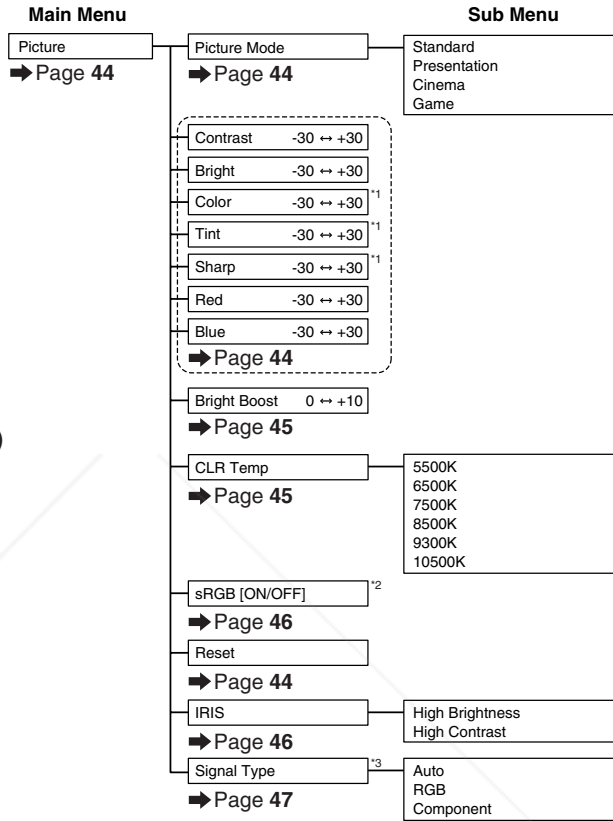 Main Menu Sub Menu
Picture Picture Mode Standard
➡ Page 44 ➡ Page 44 Presentation
Cinema
Game
Contrast -30 ↔ +30
Bright -30 ↔ +30
Color -30 ↔ +30 *1
Tint -30 ↔ +30 *1
Sharp -30 ↔ +30 *1
Red -30 ↔ +30
Blue -30 ↔ +30
➡ Page 44
Bright Boost 0 ↔ +10
➡ Page 45
CLR Temp 5500K
➡ Page 45 6500K
7500K
8500K
9300K
10500K
sRGB [ON/OFF] *2
➡ Page 46
Reset
➡ Page 44
IRIS High Brightness
➡ Page 46 High Contrast
Signal Type *3 Auto
➡ Page 47 RGB
Component